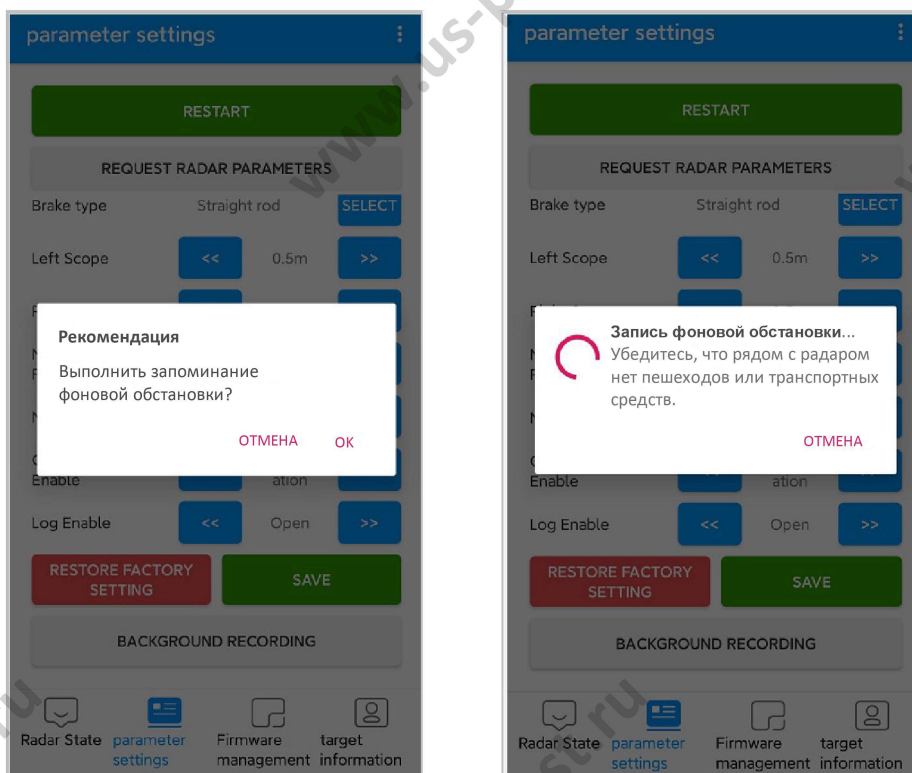 parameter settings
RESTART
REQUEST RADAR PARAMETERS
Brake type Straight rod SELECT
Left Scope << 0.5m >>
Рекомендация
Выполнить запоминание
фоновой обстановки?
ОТМЕНА ОК
Enable ation
Log Enable << Open >>
RESTORE FACTORY
SETTING
SAVE
BACKGROUND RECORDING
Radar State
parameter
settings
Firmware
management
target
information
parameter settings
RESTART
REQUEST RADAR PARAMETERS
Brake type Straight rod SELECT
Left Scope << 0.5m >>
Запись фоновой обстановки...
Убедитесь, что рядом с радаром
нет пешеходов или транспортных
средств.
ОТМЕНА
Enable ation
Log Enable << Open >>
RESTORE FACTORY
SETTING
SAVE
BACKGROUND RECORDING
Radar State
parameter
settings
Firmware
management
target
information